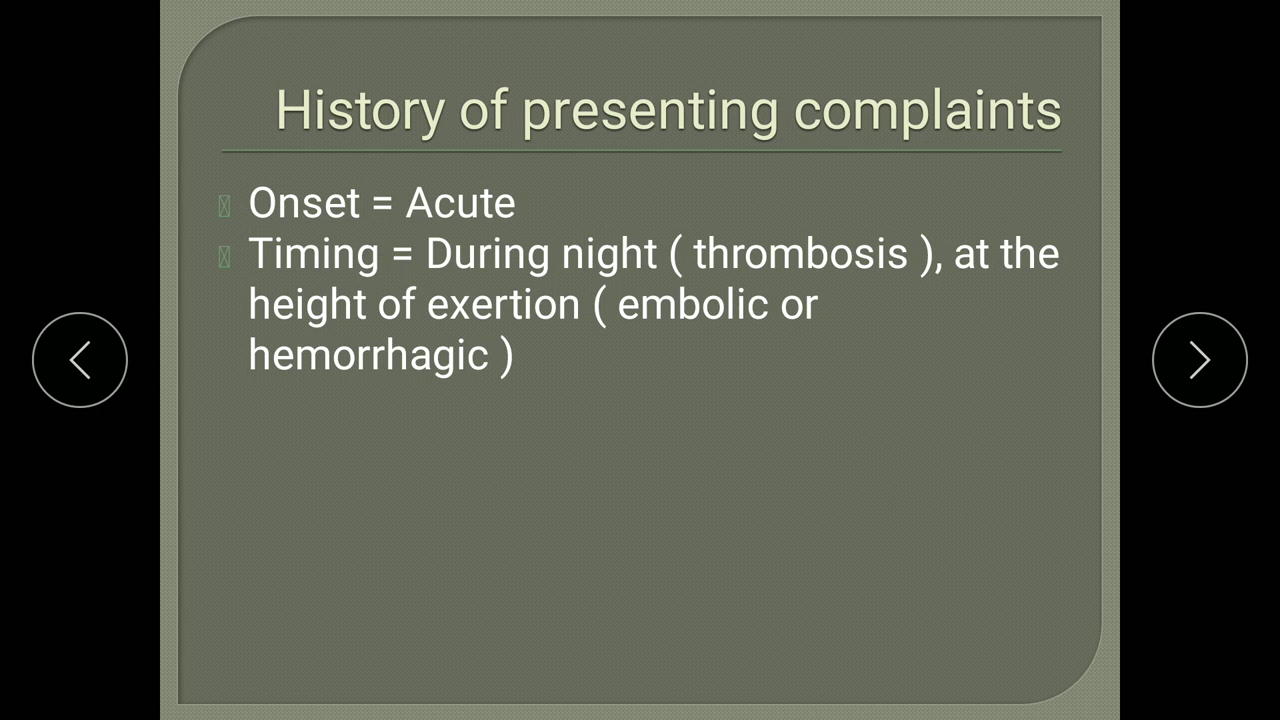 History of presenting complaints
Onset = Acute
Timing = During night ( thrombosis ), at the
height of exertion ( embolic or
hemorrhagic )